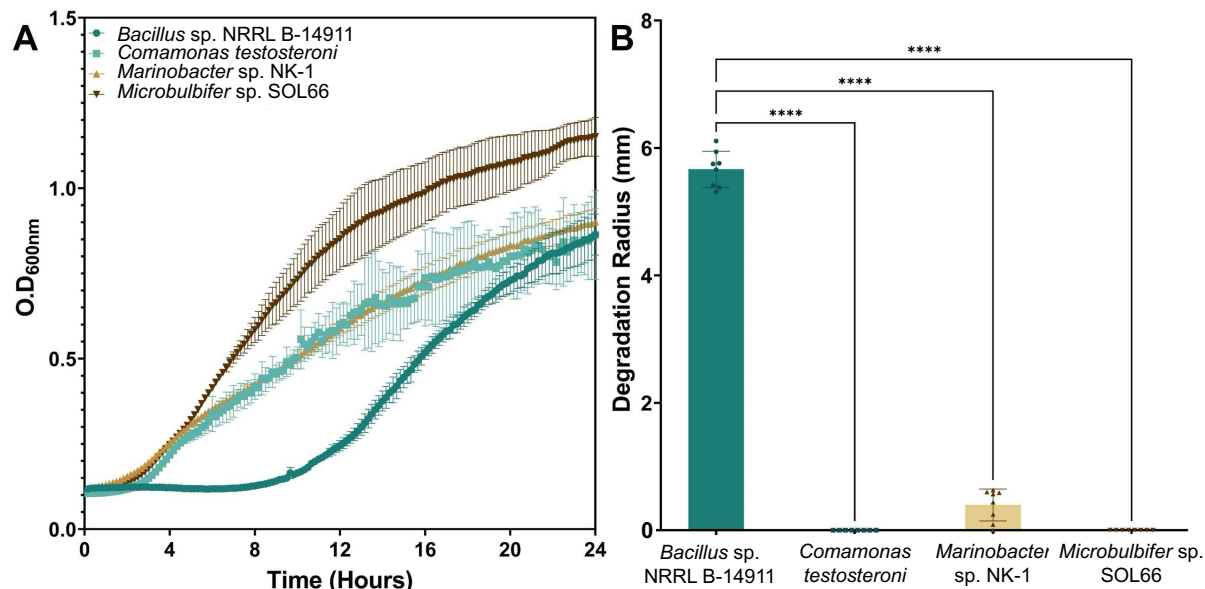 A
1.5
1.0
0.5
0.0
O.D600nm
Bacillus sp. NRRL B-14911
Comamonas testosteroni
Marinobacter sp. NK-1
Microbulbifer sp. SOL66
0 4 8 12 16 20 24
Time (Hours)
B
8
6
4
2
0
Degradation Radius (mm)
****
****
****
Bacillus sp. Comamonas Marinobacter Microbulbifer sp.
NRRL B-14911 testosteroni sp. NK-1 SOL66